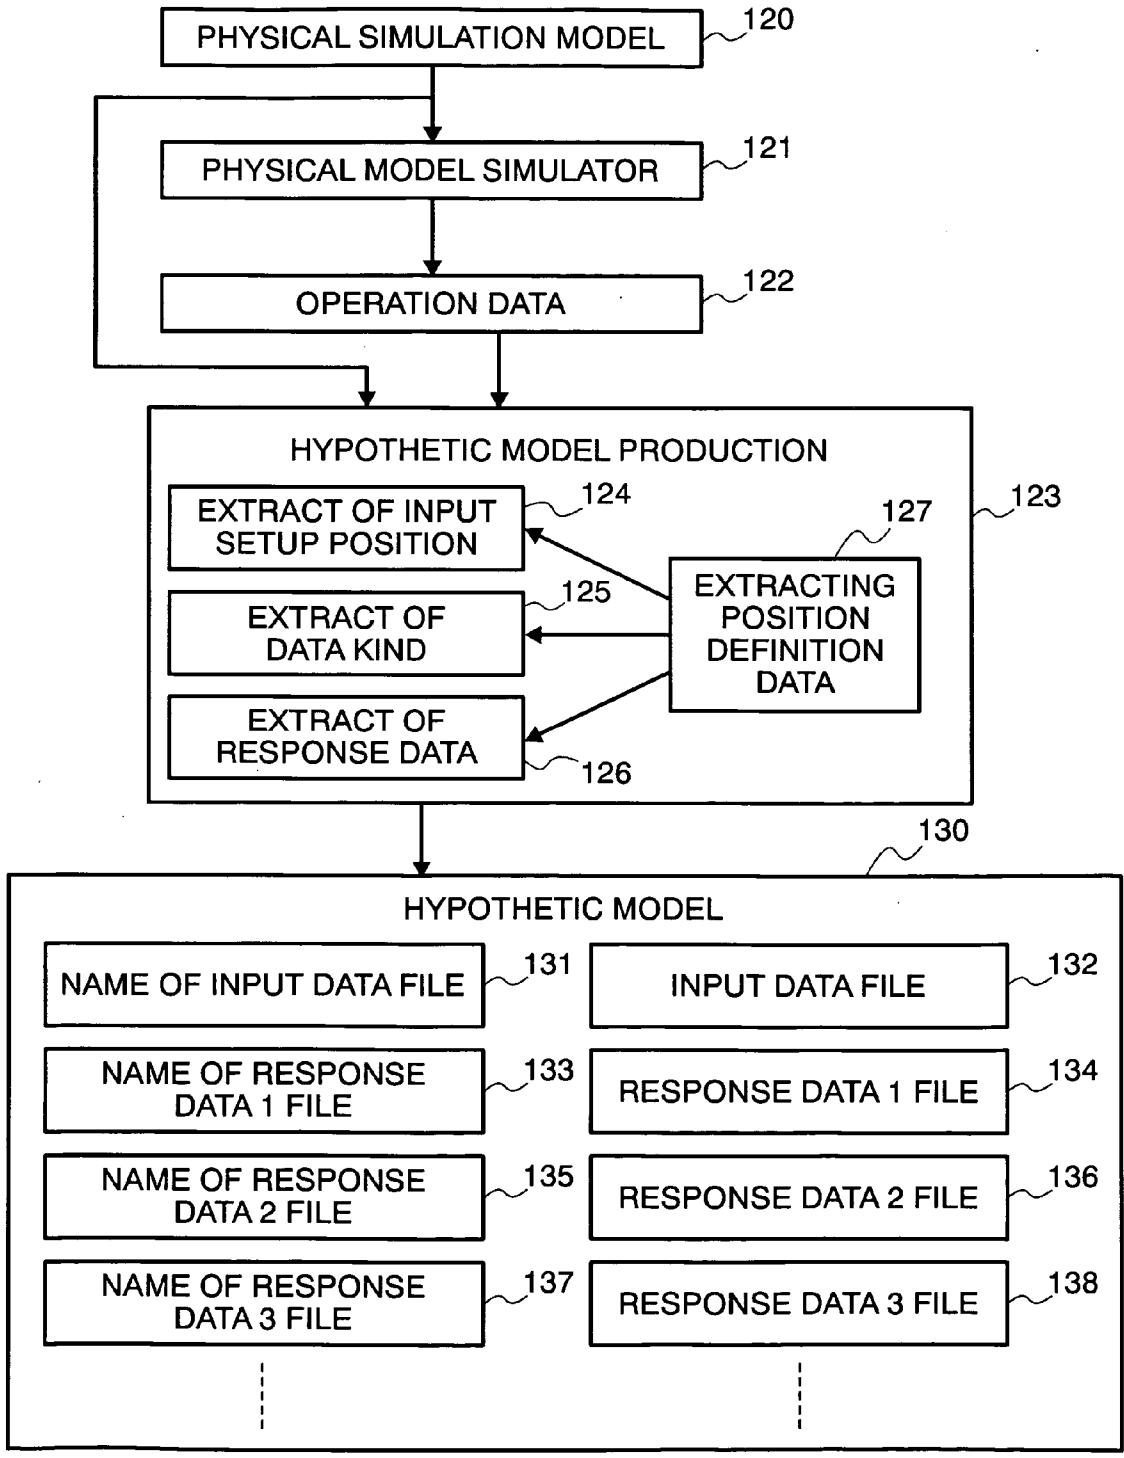 PHYSICAL SIMULATION MODEL
120
PHYSICAL MODEL SIMULATOR
121
OPERATION DATA
122
HYPOTHETIC MODEL PRODUCTION
123
EXTRACT OF INPUT
SETUP POSITION
124
127
EXTRACTING
POSITION
DEFINITION
DATA
EXTRACT OF
DATA KIND
125
EXTRACT OF
RESPONSE DATA
126
130
HYPOTHETIC MODEL
NAME OF INPUT DATA FILE
131
INPUT DATA FILE
132
NAME OF RESPONSE
DATA 1 FILE
133
RESPONSE DATA 1 FILE
134
NAME OF RESPONSE
DATA 2 FILE
135
RESPONSE DATA 2 FILE
136
NAME OF RESPONSE
DATA 3 FILE
137
RESPONSE DATA 3 FILE
138